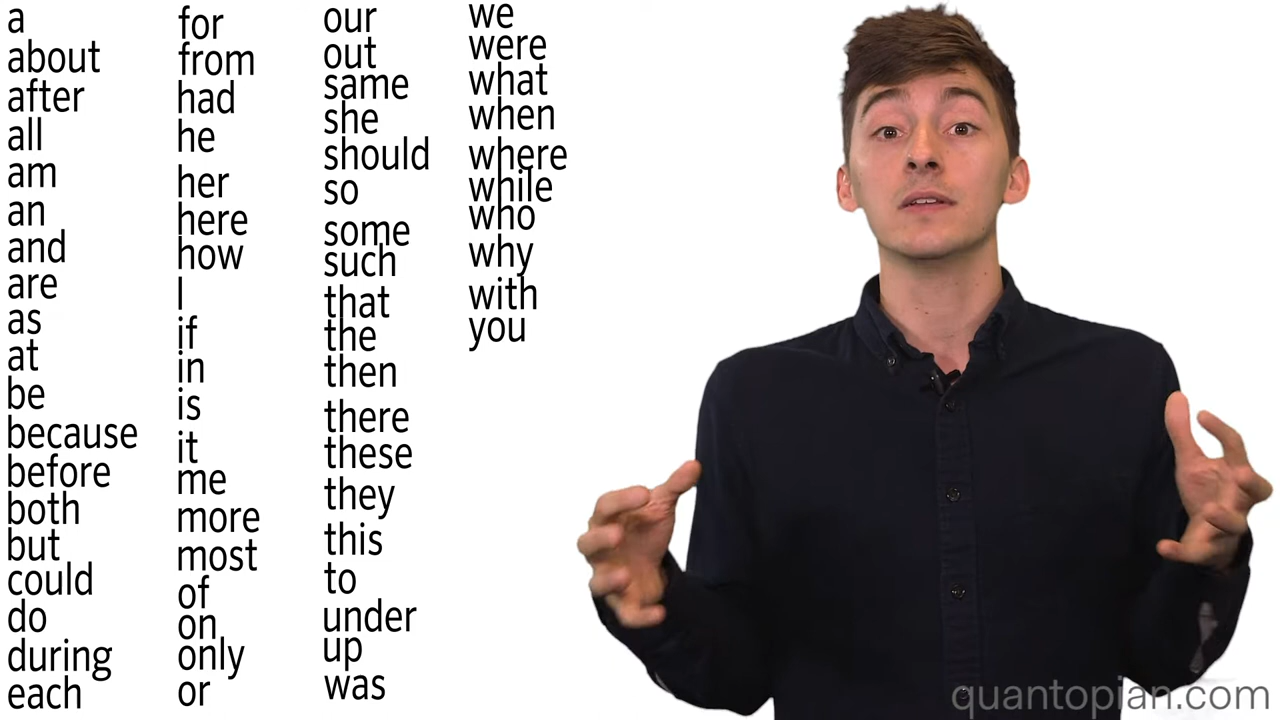 a
about
after
all
am
an
and
are
as
at
be
because
before
both
but
could
do
during
each
for
from
had
he
her
here
how
I
if
in
is
it
me
more
most
of
on
only
or
our
out
same
she
should
so
some
such
that
the
then
there
these
they
this
to
under
up
was
we
were
what
when
where
while
who
why
with
you
quantopian.com